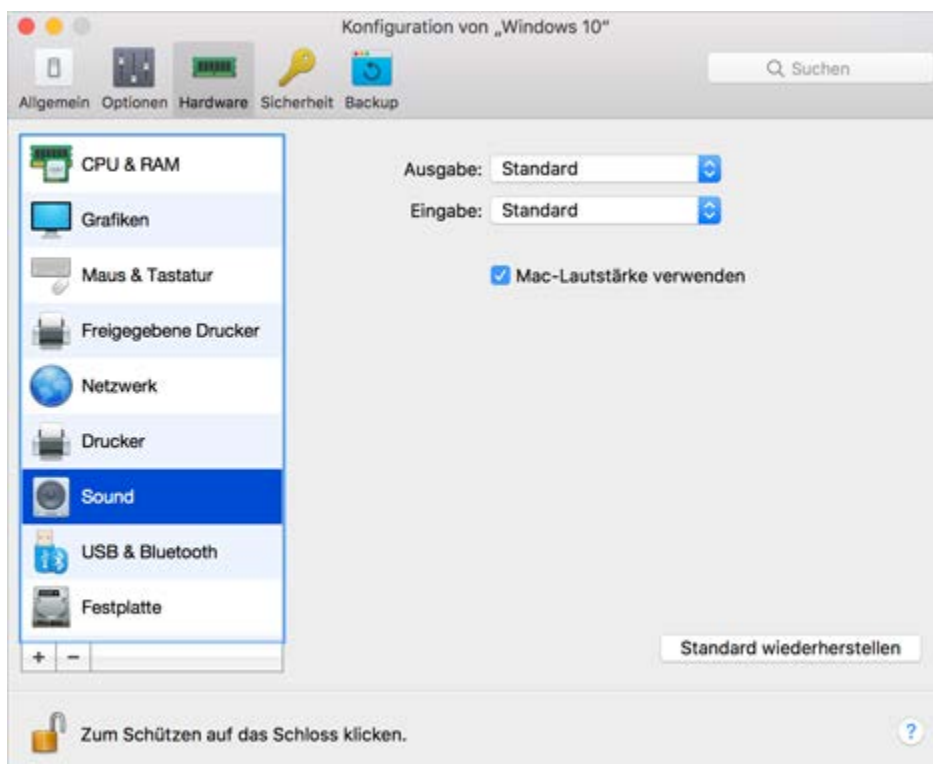 Konfiguration von „Windows 10“
Suchen
Allgemein Optionen Hardware Sicherheit Backup
CPU & RAM
Grafiken
Maus & Tastatur
Freigegebene Drucker
Netzwerk
Drucker
Sound
USB & Bluetooth
Festplatte
+ −
Ausgabe: Standard
Eingabe: Standard
Mac-Lautstärke verwenden
Standard wiederherstellen
Zum Schützen auf das Schloss klicken.
?